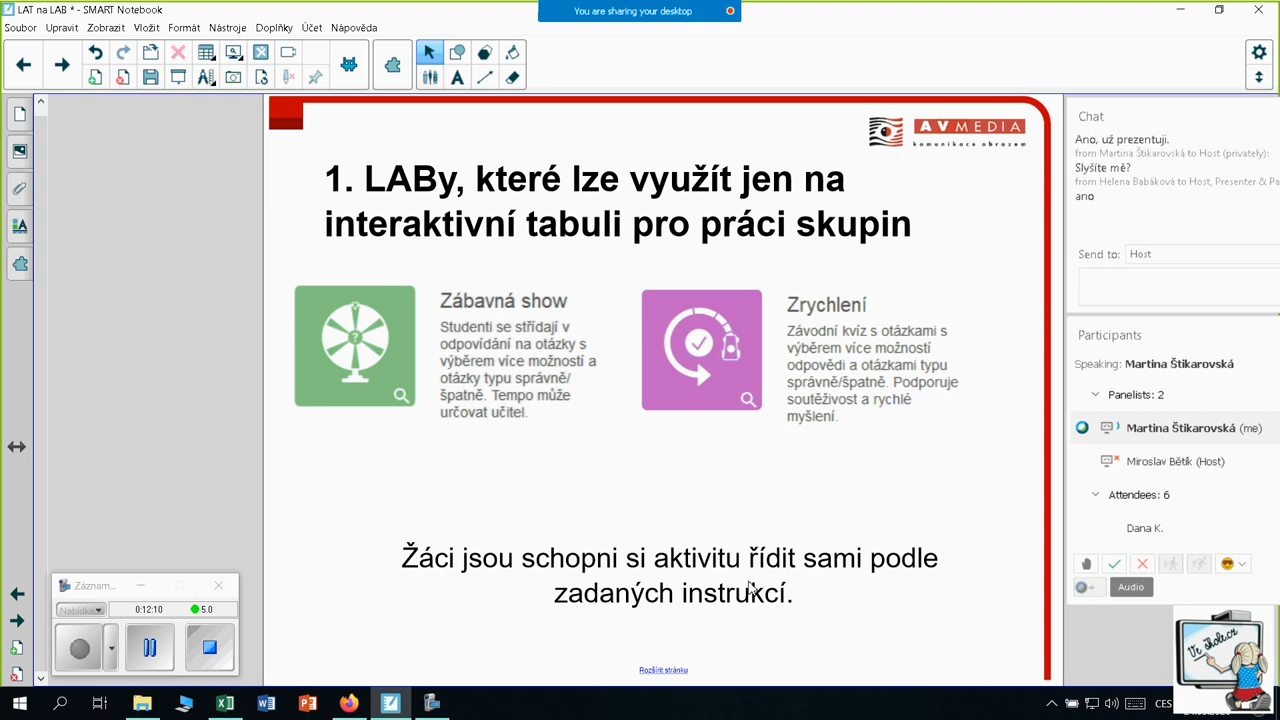 LAT na LAB * - SMART Notebook
You are sharing your desktop
Soubor Upravit Zobrazit Vložit Formát Nástroje Doplňky Účet Nápověda
AVMEDIA
komunikace obrazem
1. LABy, které lze využít jen na
interaktivní tabuli pro práci skupin
Zábavná show
Studenti se střídají v
odpovídání na otázky s
výběrem více možností a
otázky typu správně/
špatně. Tempo může
určovat učitel.
Zrychlení
Závodní kvíz s otázkami s
výběrem více možností
odpovědi a otázkami typu
správně/špatně. Podporuje
soutěživost a rychlé
myšlení.
Žáci jsou schopni si aktivitu řídit sami podle
zadaných instrukcí.
Rozšířit stránku
Chat
Ano, už prezentuji.
from Martina Štikarovská to Host (privately):
Slyšíte mě?
from Helena Babáková to Host, Presenter & Pa
ano
Send to: Host
Participants
Speaking: Martina Štikarovská
Panelists: 2
Martina Štikarovská (me)
Miroslav Bětík (Host)
Attendees: 6
Dana K.
Audio
Záznam...
Nabídka
0:12:10
5.0
Ve škole.cz
CES